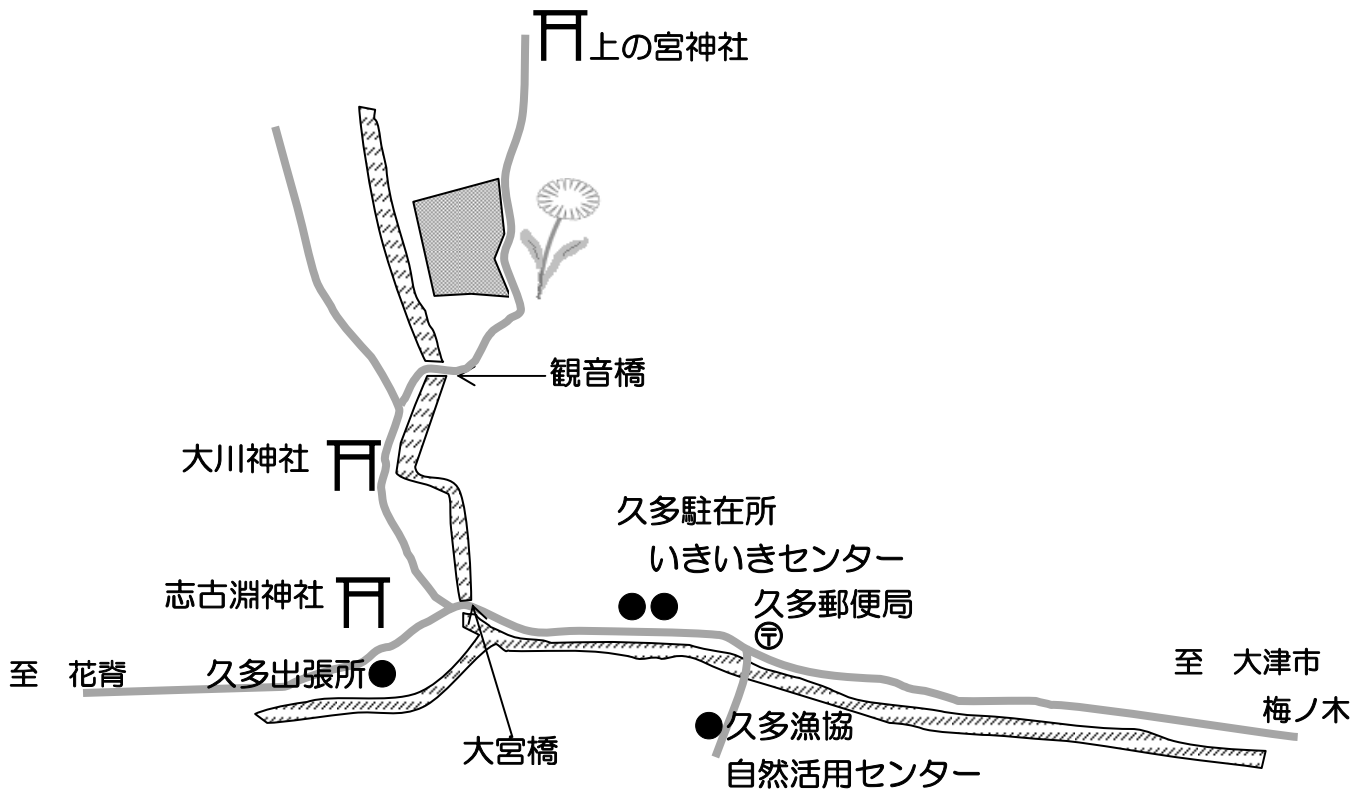 上の宮神社
観音橋
大川神社
久多駐在所
いきいきセンター
志古淵神社
久多郵便局
至 花脊
久多出張所
至 大津市
梅ノ木
久多漁協
大宮橋
自然活用センター